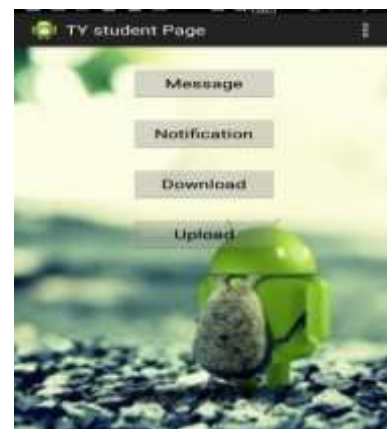 TY student Page
Message
Notification
Download
Upload